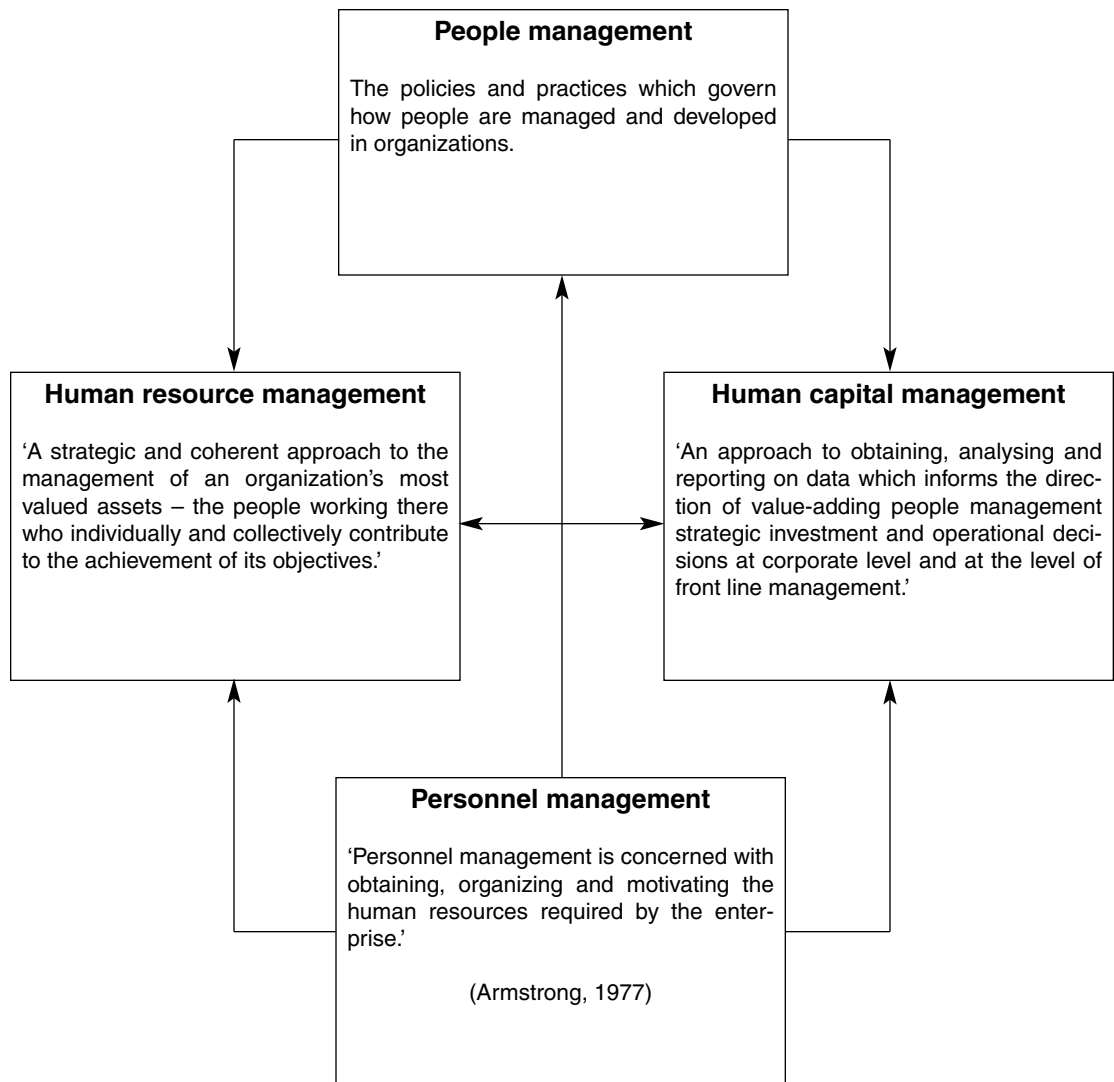 People management
The policies and practices which govern
how people are managed and developed
in organizations.
Human resource management
‘A strategic and coherent approach to the
management of an organization’s most
valued assets – the people working there
who individually and collectively contribute
to the achievement of its objectives.’
Human capital management
‘An approach to obtaining, analysing and
reporting on data which informs the direc-
tion of value-adding people management
strategic investment and operational deci-
sions at corporate level and at the level of
front line management.’
Personnel management
‘Personnel management is concerned with
obtaining, organizing and motivating the
human resources required by the enter-
prise.’
(Armstrong, 1977)